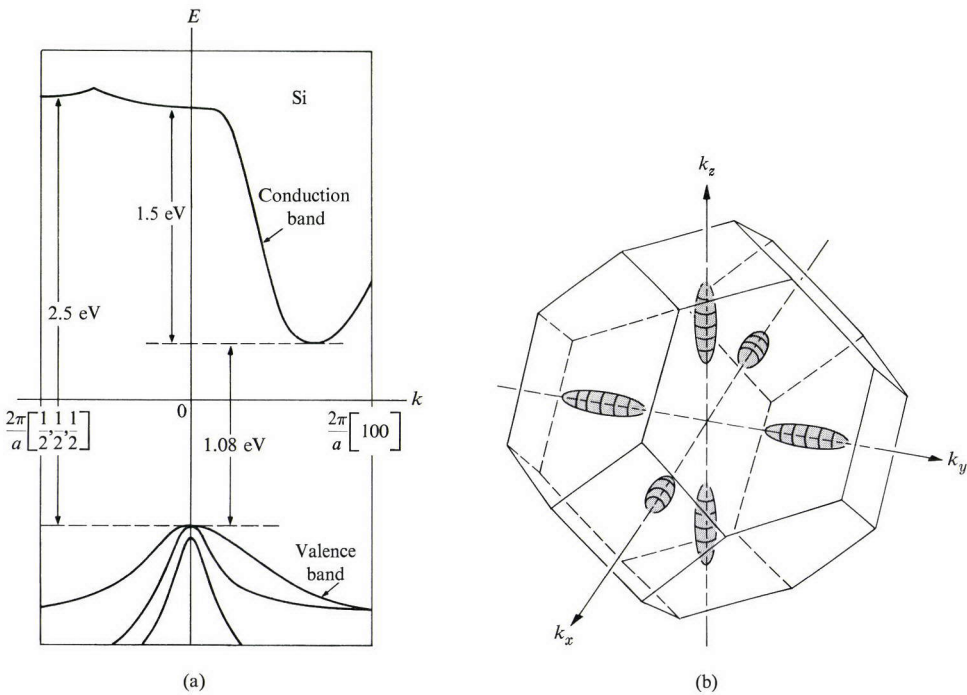 E
Si
Conduction
band
1.5 eV
2.5 eV
0
k
2π/a [1/2,1/2,1/2]
2π/a [100]
1.08 eV
Valence
band
(a)
k_z
k_y
k_x
(b)